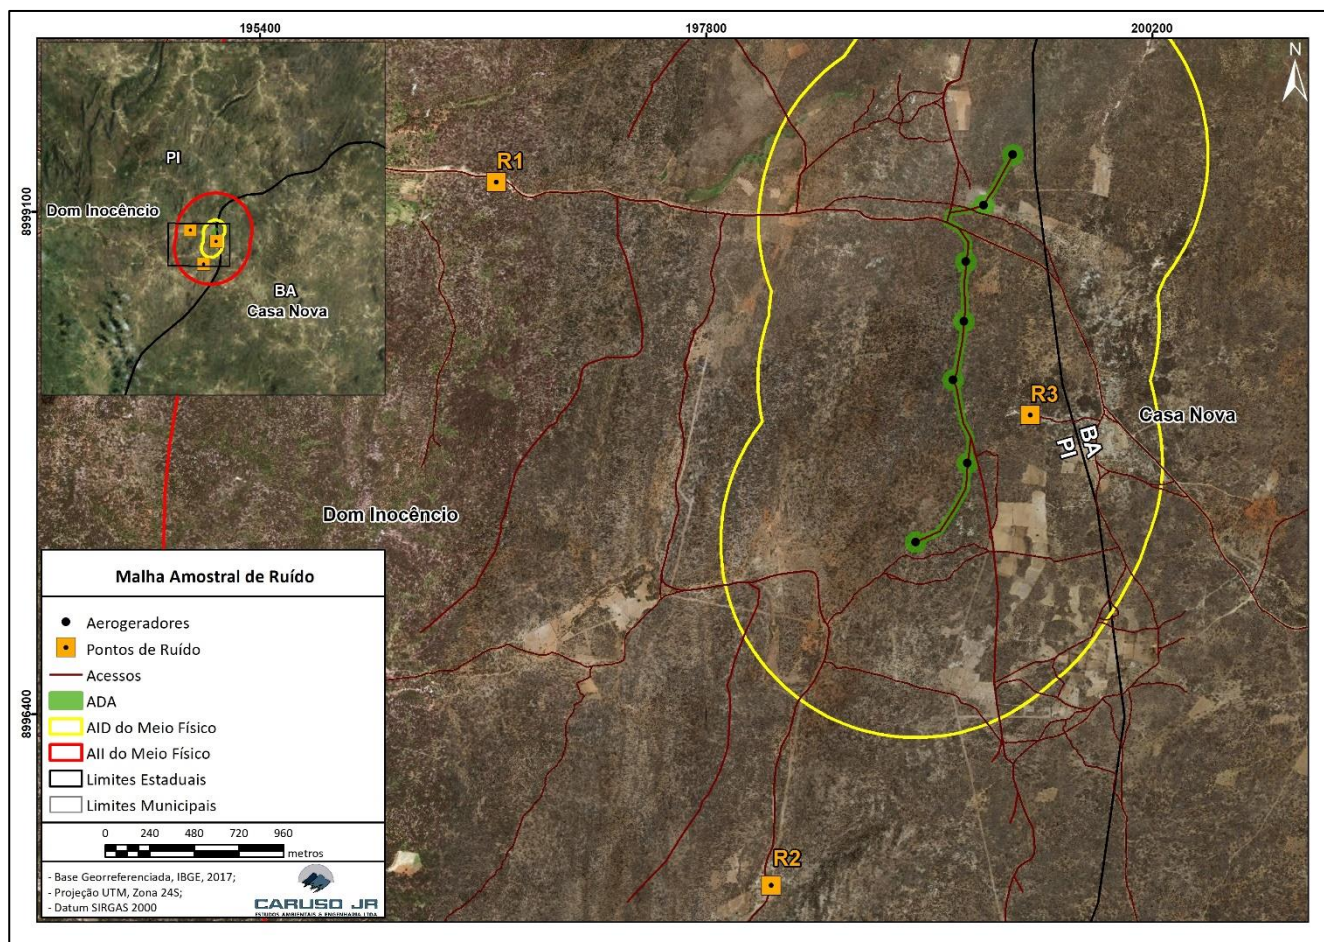 195400
197800
200200
N
PI
Dom Inocêncio
BA
Casa Nova
8999100
R1
R3
Casa Nova
BA
PI
Dom Inocêncio
8996400
R2
Malha Amostral de Ruído
Aerogeradores
Pontos de Ruído
Acessos
ADA
AID do Meio Físico
AII do Meio Físico
Limites Estaduais
Limites Municipais
0 240 480 720 960
metros
- Base Georreferenciada, IBGE, 2017;
- Projeção UTM, Zona 24S;
- Datum SIRGAS 2000
CARUSO JR
ESTUDOS AMBIENTAIS & ENGENHARIA LTDA.